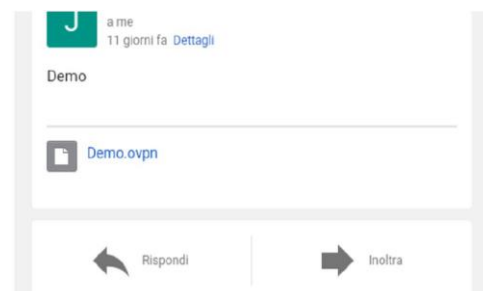 J
a me
11 giorni fa Dettagli
Demo
Demo.ovpn
Rispondi
Inoltra